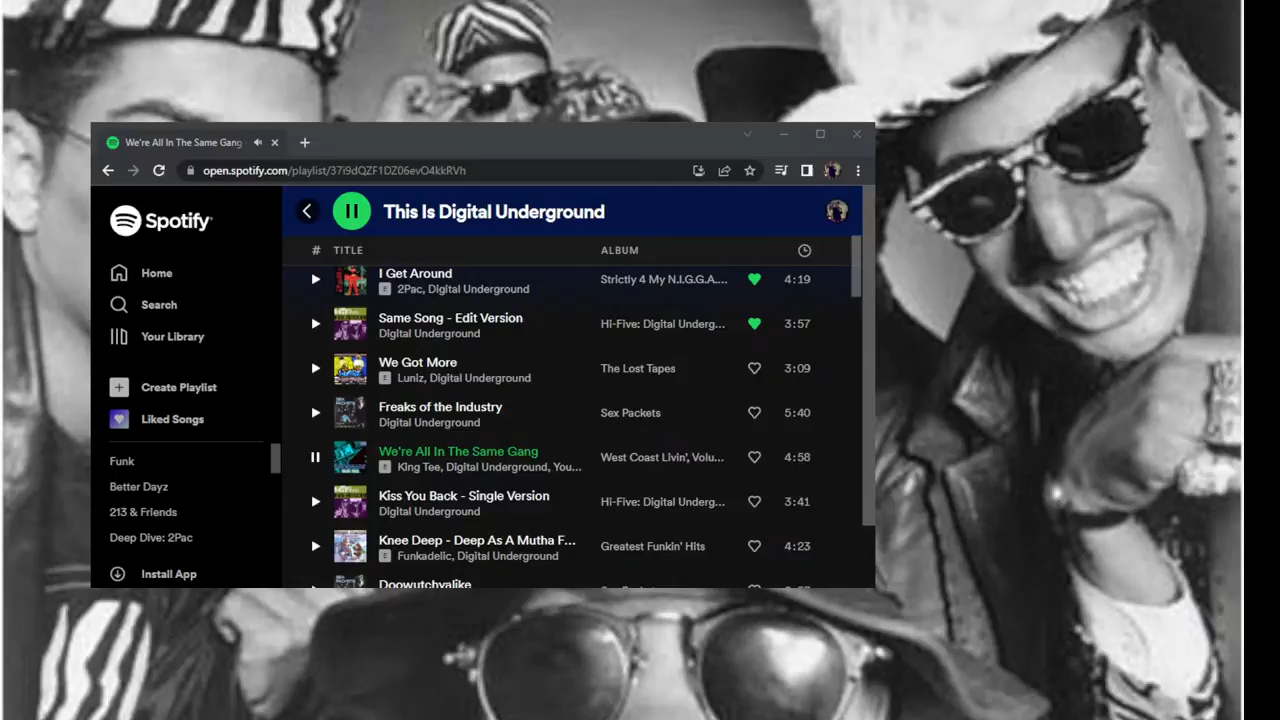 We're All In The Same Gang
open.spotify.com/playlist/37i9dQZF1DZ06evO4kkRVh
Spotify
This Is Digital Underground
# TITLE ALBUM
Home
Search
Your Library
Create Playlist
Liked Songs
Funk
Better Dayz
213 & Friends
Deep Dive: 2Pac
Install App
I Get Around
E 2Pac, Digital Underground
Strictly 4 My N.I.G.G.A.... 4:19
Same Song - Edit Version
Digital Underground
Hi-Five: Digital Underg... 3:57
We Got More
E Luniz, Digital Underground
The Lost Tapes 3:09
Freaks of the Industry
Digital Underground
Sex Packets 5:40
We're All In The Same Gang
E King Tee, Digital Underground, You...
West Coast Livin', Volu... 4:58
Kiss You Back - Single Version
Digital Underground
Hi-Five: Digital Underg... 3:41
Knee Deep - Deep As A Mutha F...
E Funkadelic, Digital Underground
Greatest Funkin' Hits 4:23
Doowutchyalike